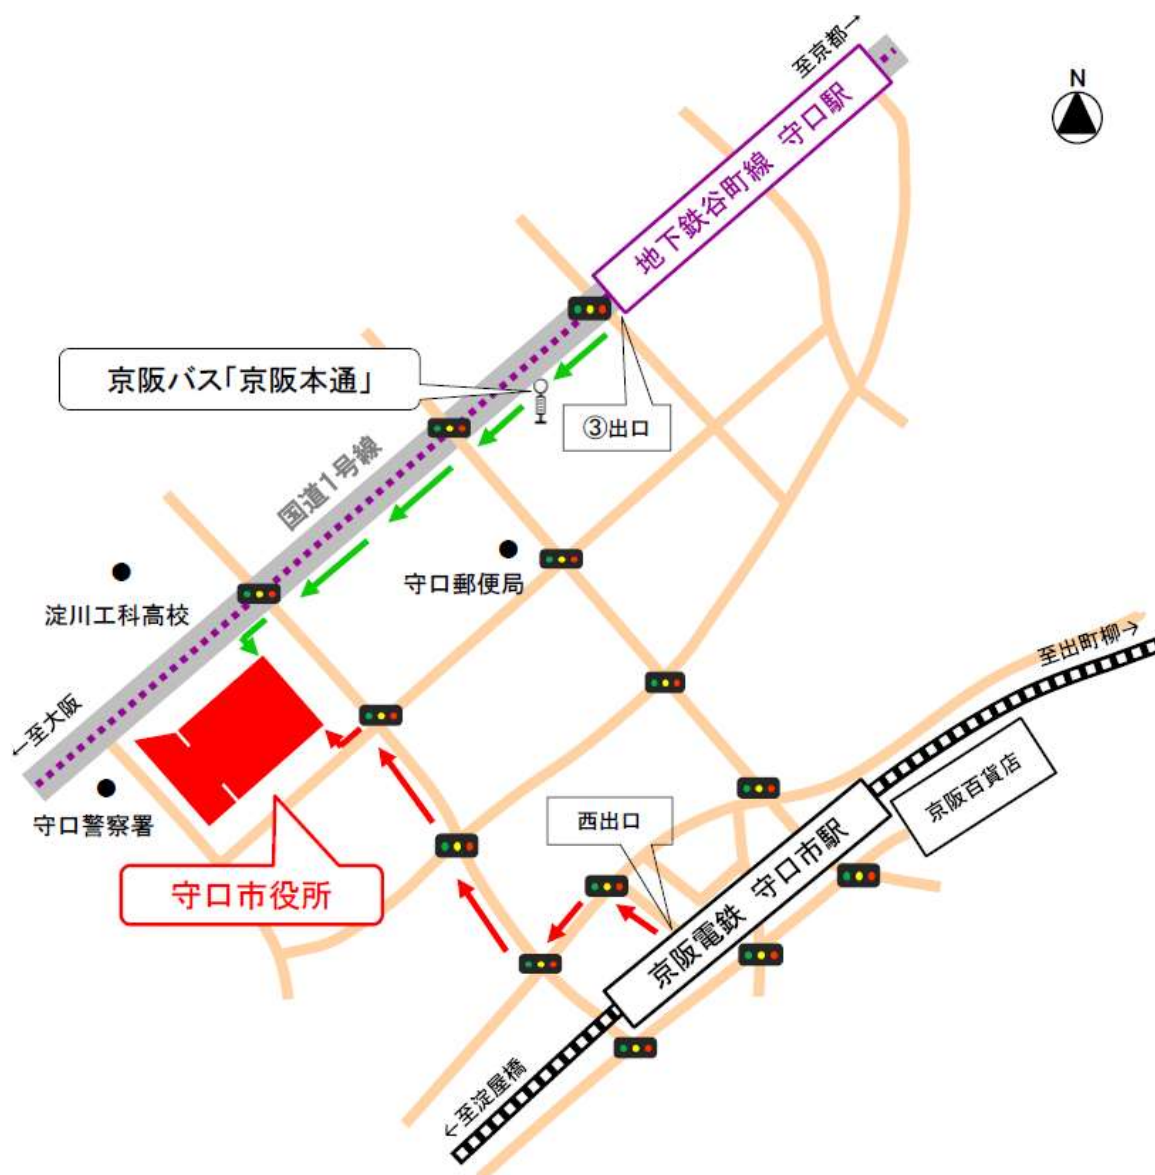 至京都→
N
地下鉄谷町線 守口駅
京阪バス「京阪本通」
③出口
国道1号線
守口郵便局
淀川工科高校
至出町柳→
←至大阪
京阪百貨店
守口警察署
西出口
守口市役所
京阪電鉄 守口市駅
←至淀屋橋